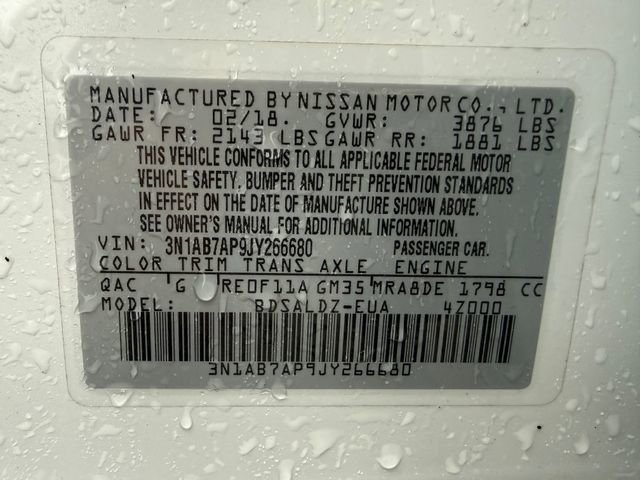 MANUFACTURED BY NISSAN MOTOR CO., LTD.
DATE: 02/18. GVWR: 3876 LBS
GAWR FR: 2143 LBS GAWR RR: 1881 LBS
THIS VEHICLE CONFORMS TO ALL APPLICABLE FEDERAL MOTOR
VEHICLE SAFETY, BUMPER AND THEFT PREVENTION STANDARDS
IN EFFECT ON THE DATE OF MANUFACTURE SHOWN ABOVE.
SEE OWNER'S MANUAL FOR ADDITIONAL INFORMATION.
VIN: 3N1AB7AP9JY266680 PASSENGER CAR.
COLOR TRIM TRANS AXLE ENGINE
QAC G RE0F11A GM35 MRA8DE 1798 CC
MODEL: BDSALDZ-EUA 4Z000
3N1AB7AP9JY266680